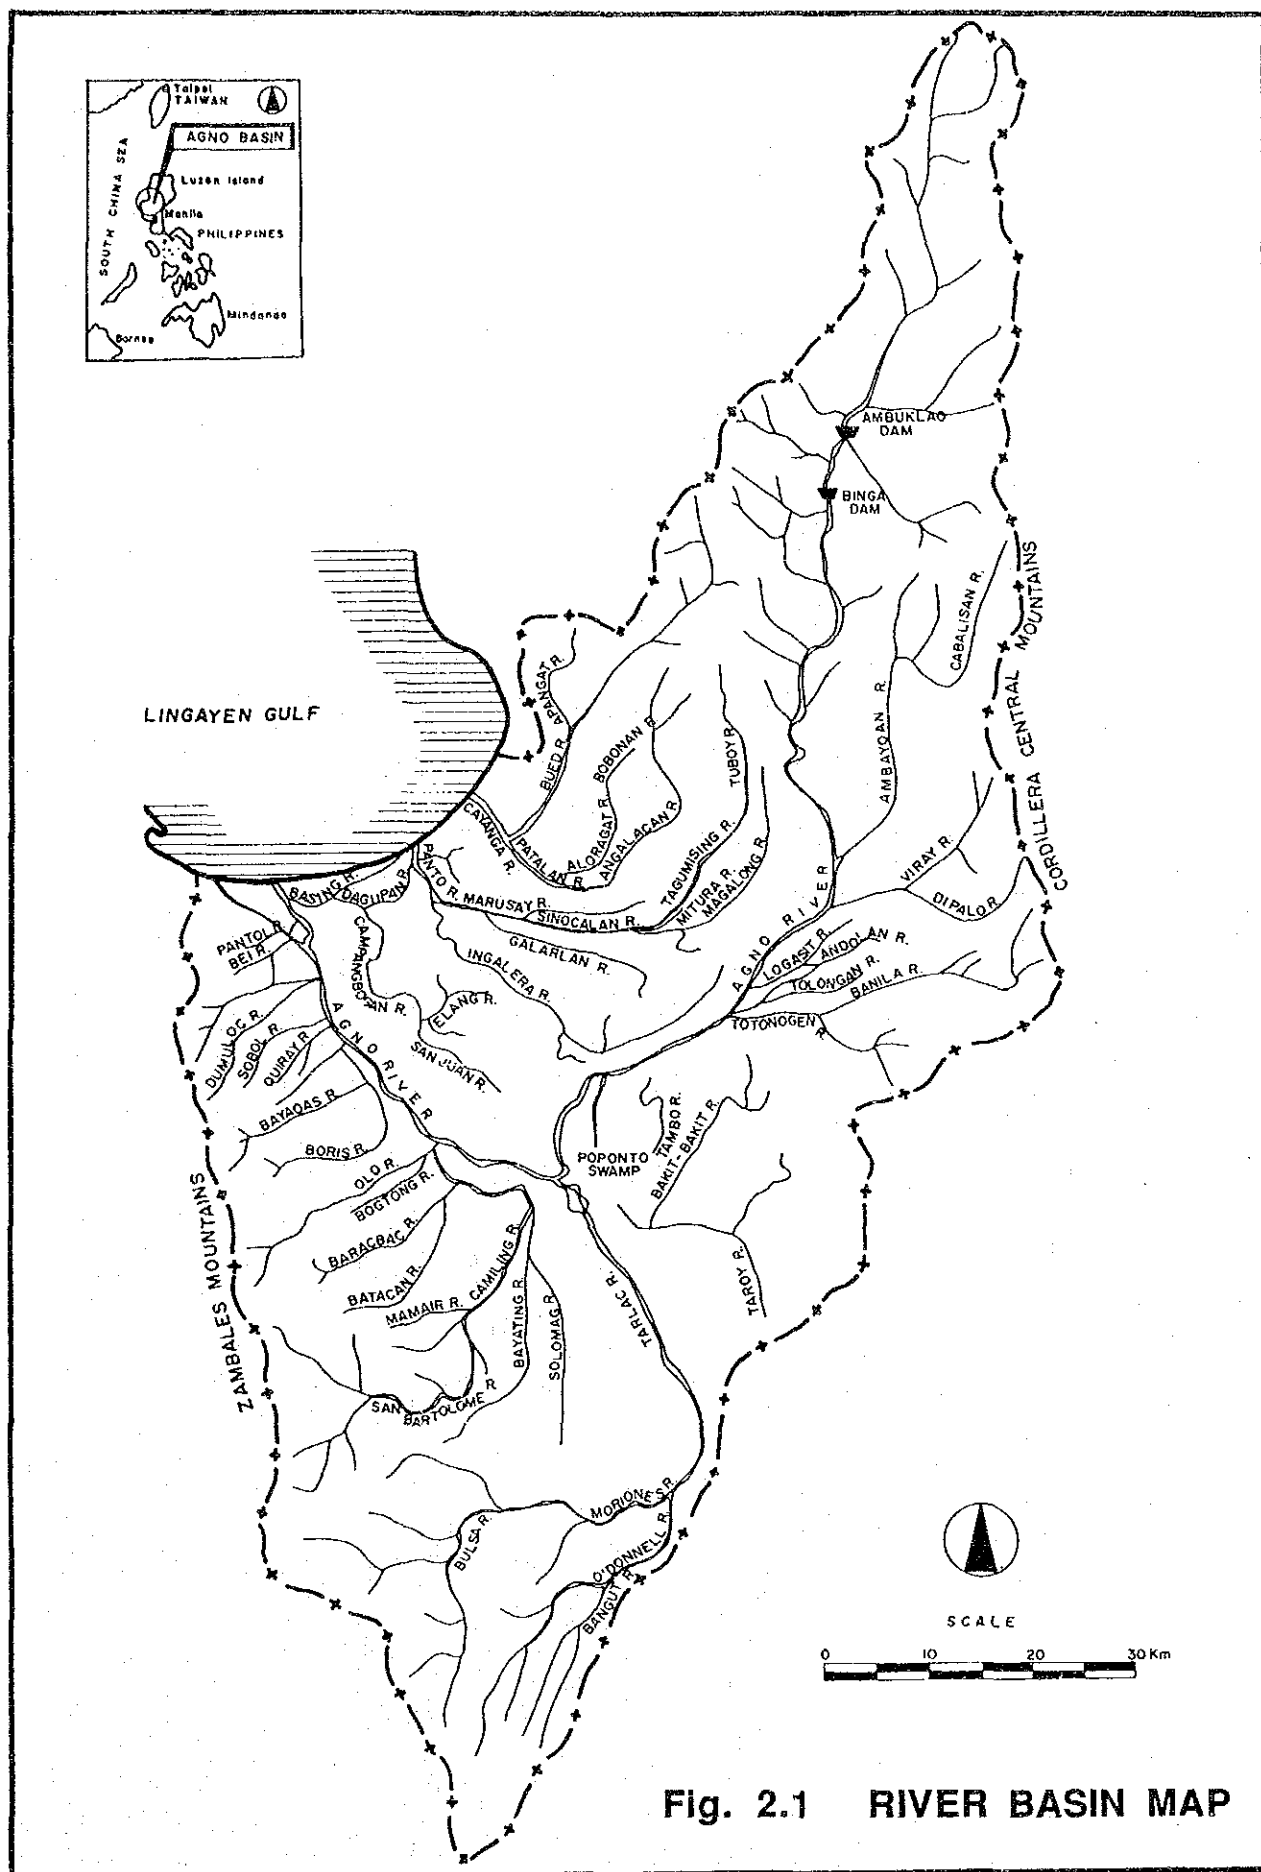 Taipei
TAIWAN
AGNO BASIN
SOUTH CHINA SEA
Luzon Island
Manila
PHILIPPINES
Mindanao
Borneo
AMBUKLAO
DAM
BINGA
DAM
CABALISAN R.
CORDILLERA CENTRAL MOUNTAINS
LINGAYEN GULF
APANGAT R.
BUED R.
BOBONAN R.
TUBOY R.
AMBAYOAN R.
CAYANGA R.
PATALAN R.
ALORAGAT R.
ANGALACAN R.
TAGUMISING R.
MITURA R.
MAGALONG R.
VIRAY R.
DIPALO R.
BASING R.
DAGUPAN R.
PANTO R.
MARUSAY R.
SINOCALAN R.
AGNO RIVER
PANTOL R.
BEI R.
CAMPANGBOGAN R.
INGALERA R.
GALARLAN R.
LOGASIT R.
ANDOLAN R.
TOLONGAN R.
BANILA R.
TOTONOGEN R.
ELANG R.
SAN JUAN R.
DUMULOC R.
SOBOL R.
QUIRAY R.
AGNO RIVER
BAYAOAS R.
BORIS R.
OLO R.
BOGTONG R.
POPONTO
SWAMP
TAMBO R.
BAKIT-BAKIT R.
ZAMBALES MOUNTAINS
BARACBAC R.
BATACAN R.
MAMAIR R.
CAMILING R.
BAYATING R.
SOLOMAG R.
TARLAC R.
TAROY R.
SAN BARTOLOME R.
MORIONES R.
BULSA R.
O'DONNELL R.
BANGUT R.
SCALE
0 10 20 30 Km
Fig. 2.1 RIVER BASIN MAP